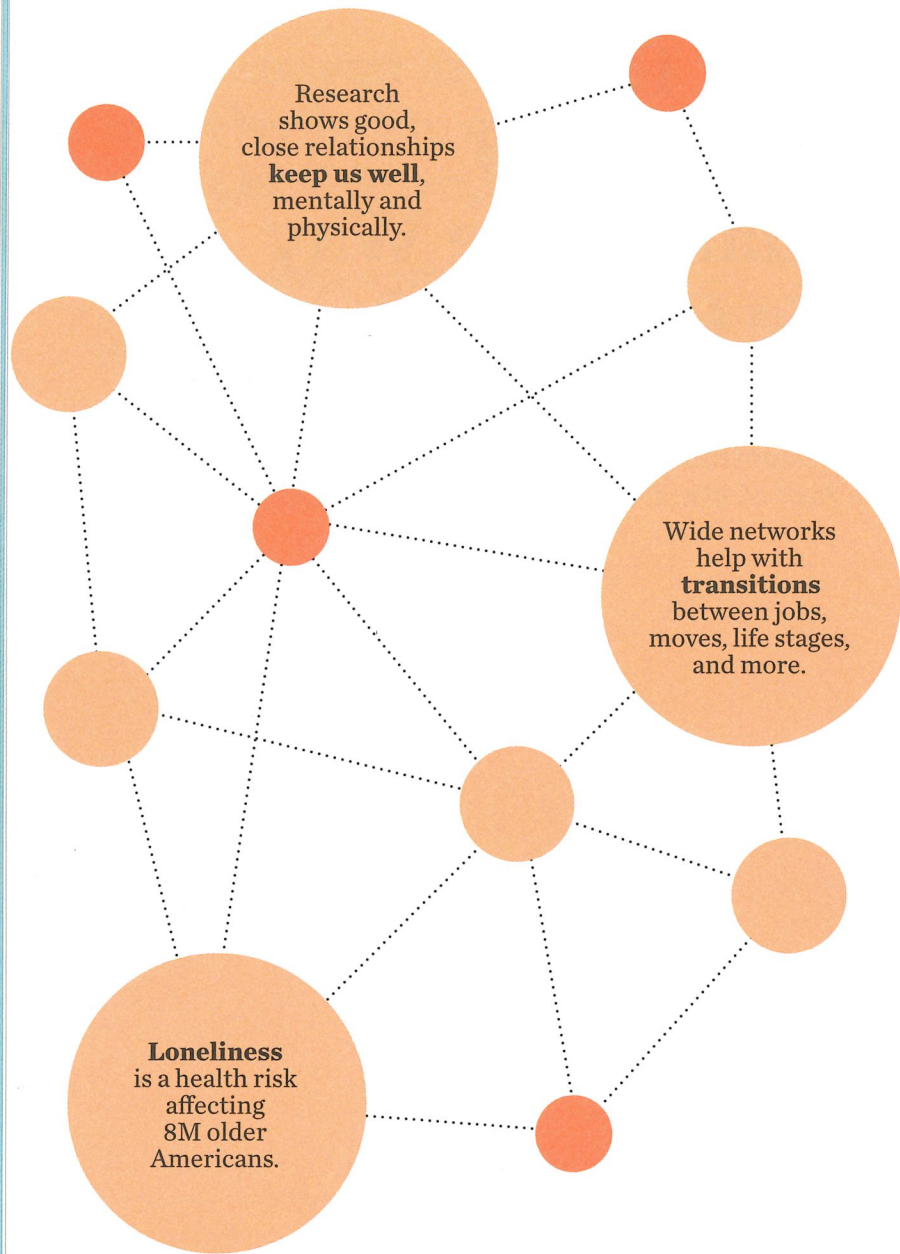 Research
shows good,
close relationships
keep us well,
mentally and
physically.
Wide networks
help with
transitions
between jobs,
moves, life stages,
and more.
Loneliness
is a health risk
affecting
8M older
Americans.